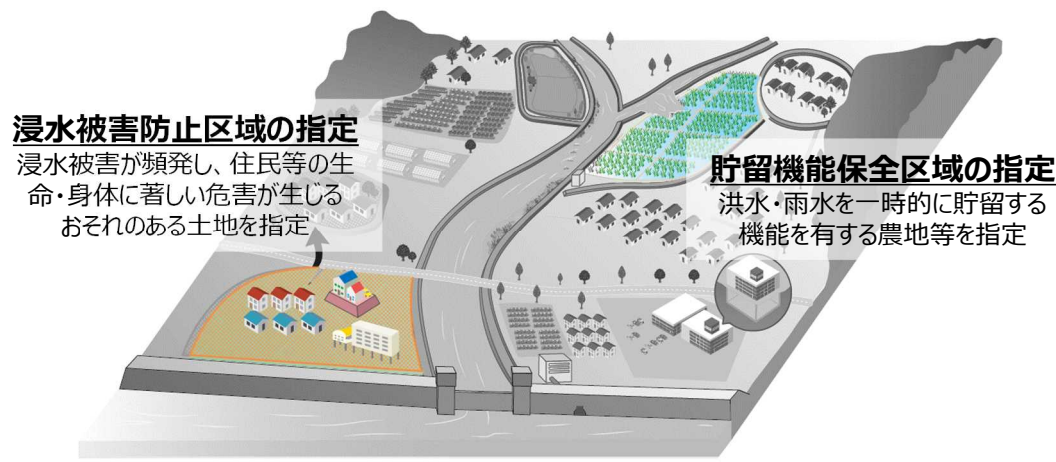 浸水被害防止区域の指定
浸水被害が頻発し、住民等の生
命・身体に著しい危害が生じる
おそれのある土地を指定
貯留機能保全区域の指定
洪水・雨水を一時的に貯留する
機能を有する農地等を指定